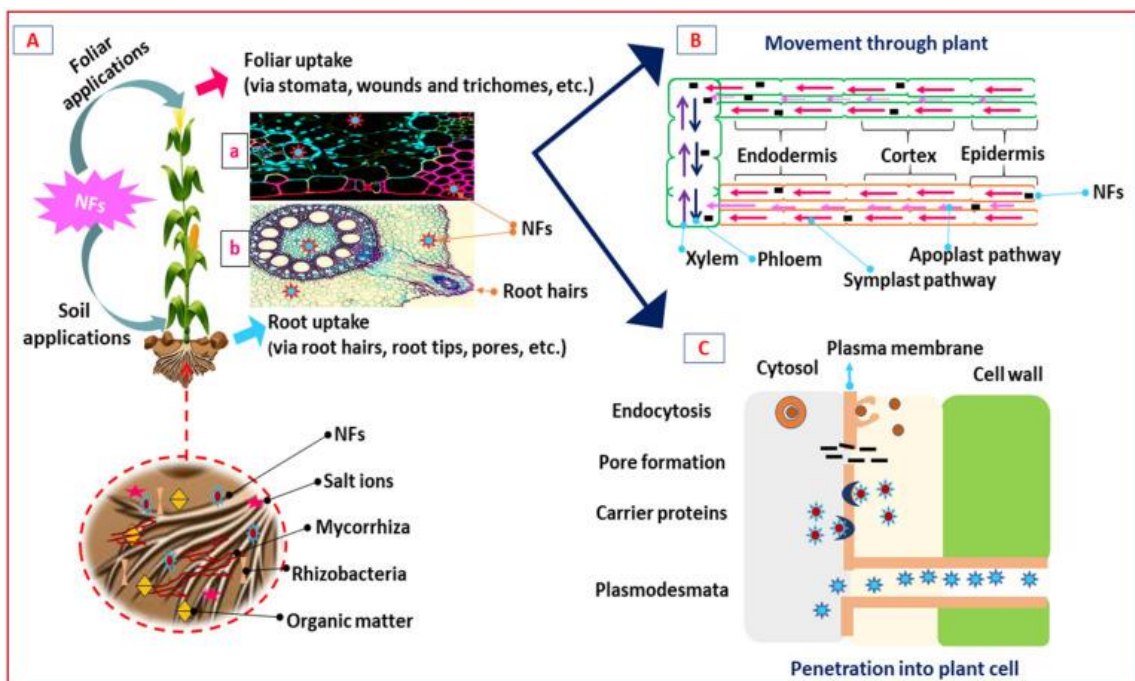 A
Foliar
applications
NFs
Soil
applications
Foliar uptake
(via stomata, wounds and trichomes, etc.)
a
b
NFs
Root hairs
Root uptake
(via root hairs, root tips, pores, etc.)
NFs
Salt ions
Mycorrhiza
Rhizobacteria
Organic matter
B
Movement through plant
Endodermis
Cortex
Epidermis
NFs
Xylem
Phloem
Apoplast pathway
Symplast pathway
C
Plasma membrane
Cytosol
Cell wall
Endocytosis
Pore formation
Carrier proteins
Plasmodesmata
Penetration into plant cell